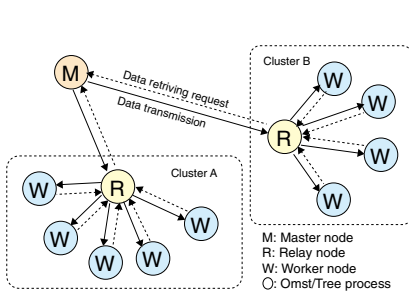 Cluster B
W
M
W
Data retriving request
Data transmission
R
W
Cluster A
W
R
W
W
W
W
W
W
M: Master node
R: Relay node
W: Worker node
O: Omst/Tree process